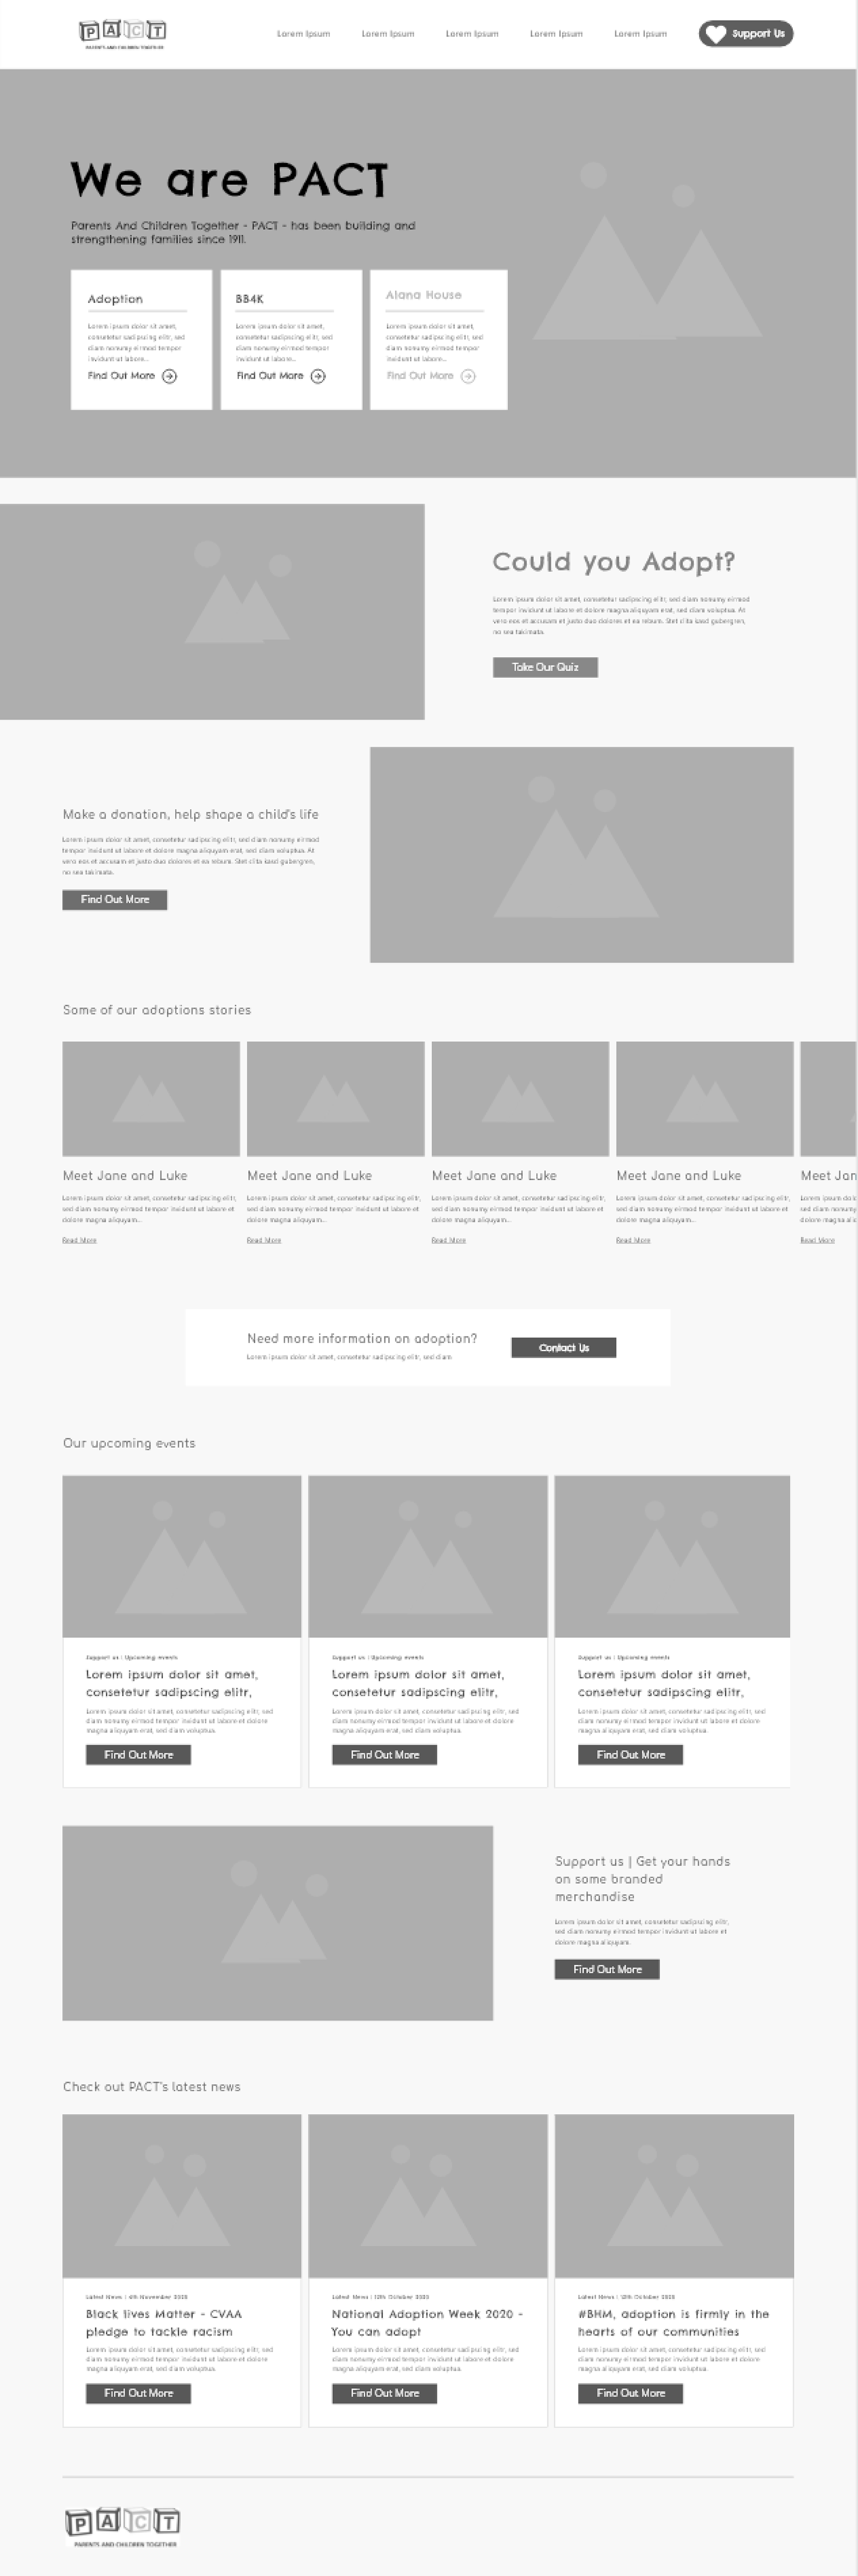 PACT
PARENTS AND CHILDREN TOGETHER
Lorem Ipsum
Lorem Ipsum
Lorem Ipsum
Lorem Ipsum
Lorem Ipsum
Support Us
We are PACT
Parents And Children Together - PACT - has been building and
strengthening families since 1911.
Adoption
Lorem ipsum dolor sit amet,
consetetur sadipscing elitr, sed
diam nonumy eirmod tempor
invidunt ut labore...
Find Out More
BB4K
Lorem ipsum dolor sit amet,
consetetur sadipscing elitr, sed
diam nonumy eirmod tempor
invidunt ut labore...
Find Out More
Alana House
Lorem ipsum dolor sit amet,
consetetur sadipscing elitr, sed
diam nonumy eirmod tempor
invidunt ut labore...
Find Out More
Could you Adopt?
Lorem ipsum dolor sit amet, consetetur sadipscing elitr, sed diam nonumy eirmod
tempor invidunt ut labore et dolore magna aliquyam erat, sed diam voluptua. At
vero eos et accusam et justo duo dolores et ea rebum. Stet clita kasd gubergren,
no sea takimata.
Take Our Quiz
Make a donation, help shape a child's life
Lorem ipsum dolor sit amet, consetetur sadipscing elitr, sed diam nonumy eirmod
tempor invidunt ut labore et dolore magna aliquyam erat, sed diam voluptua. At
vero eos et accusam et justo duo dolores et ea rebum. Stet clita kasd gubergren,
no sea takimata.
Find Out More
Some of our adoptions stories
Meet Jane and Luke
Lorem ipsum dolor sit amet, consetetur sadipscing elitr,
sed diam nonumy eirmod tempor invidunt ut labore et
dolore magna aliquyam...
Read More
Meet Jane and Luke
Lorem ipsum dolor sit amet, consetetur sadipscing elitr,
sed diam nonumy eirmod tempor invidunt ut labore et
dolore magna aliquyam...
Read More
Meet Jane and Luke
Lorem ipsum dolor sit amet, consetetur sadipscing elitr,
sed diam nonumy eirmod tempor invidunt ut labore et
dolore magna aliquyam...
Read More
Meet Jane and Luke
Lorem ipsum dolor sit amet, consetetur sadipscing elitr,
sed diam nonumy eirmod tempor invidunt ut labore et
dolore magna aliquyam...
Read More
Meet Jan
Lorem ipsum dolo
sed diam nonumy
dolore magna ali
Read More
Need more information on adoption?
Lorem ipsum dolor sit amet, consetetur sadipscing elitr, sed diam
Contact Us
Our upcoming events
Support us | Upcoming events
Lorem ipsum dolor sit amet,
consetetur sadipscing elitr,
Lorem ipsum dolor sit amet, consetetur sadipscing elitr, sed
diam nonumy eirmod tempor invidunt ut labore et dolore
magna aliquyam erat, sed diam voluptua.
Find Out More
Support us | Upcoming events
Lorem ipsum dolor sit amet,
consetetur sadipscing elitr,
Lorem ipsum dolor sit amet, consetetur sadipscing elitr, sed
diam nonumy eirmod tempor invidunt ut labore et dolore
magna aliquyam erat, sed diam voluptua.
Find Out More
Support us | Upcoming events
Lorem ipsum dolor sit amet,
consetetur sadipscing elitr,
Lorem ipsum dolor sit amet, consetetur sadipscing elitr, sed
diam nonumy eirmod tempor invidunt ut labore et dolore
magna aliquyam erat, sed diam voluptua.
Find Out More
Support us | Get your hands
on some branded
merchandise
Lorem ipsum dolor sit amet, consetetur sadipscing elitr,
sed diam nonumy eirmod tempor invidunt ut labore et
dolore magna aliquyam.
Find Out More
Check out PACT's latest news
Latest News | 6th November 2020
Black lives Matter - CVAA
pledge to tackle racism
Lorem ipsum dolor sit amet, consetetur sadipscing elitr, sed
diam nonumy eirmod tempor invidunt ut labore et dolore
magna aliquyam erat, sed diam voluptua.
Find Out More
Latest News | 12th October 2020
National Adoption Week 2020 -
You can adopt
Lorem ipsum dolor sit amet, consetetur sadipscing elitr, sed
diam nonumy eirmod tempor invidunt ut labore et dolore
magna aliquyam erat, sed diam voluptua.
Find Out More
Latest News | 12th October 2020
#BHM, adoption is firmly in the
hearts of our communities
Lorem ipsum dolor sit amet, consetetur sadipscing elitr, sed
diam nonumy eirmod tempor invidunt ut labore et dolore
magna aliquyam erat, sed diam voluptua.
Find Out More
PACT
PARENTS AND CHILDREN TOGETHER